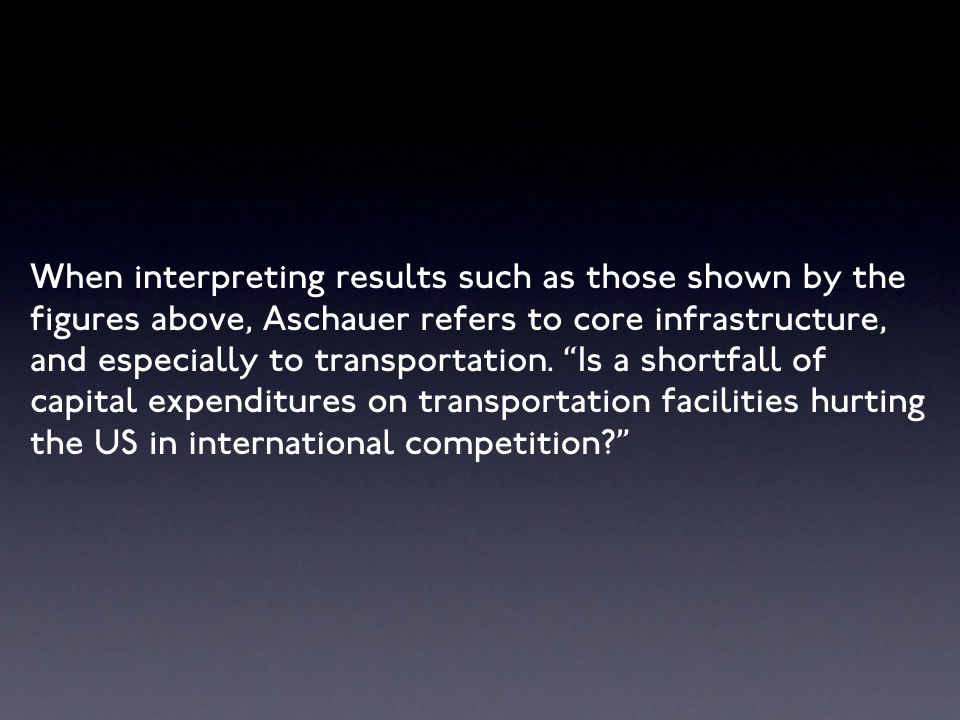 When interpreting results such as those shown by the
figures above, Aschauer refers to core infrastructure,
and especially to transportation. “Is a shortfall of
capital expenditures on transportation facilities hurting
the US in international competition?”